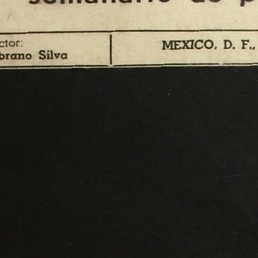 semanario de p
ctor:
brano Silva
MEXICO, D. F.,